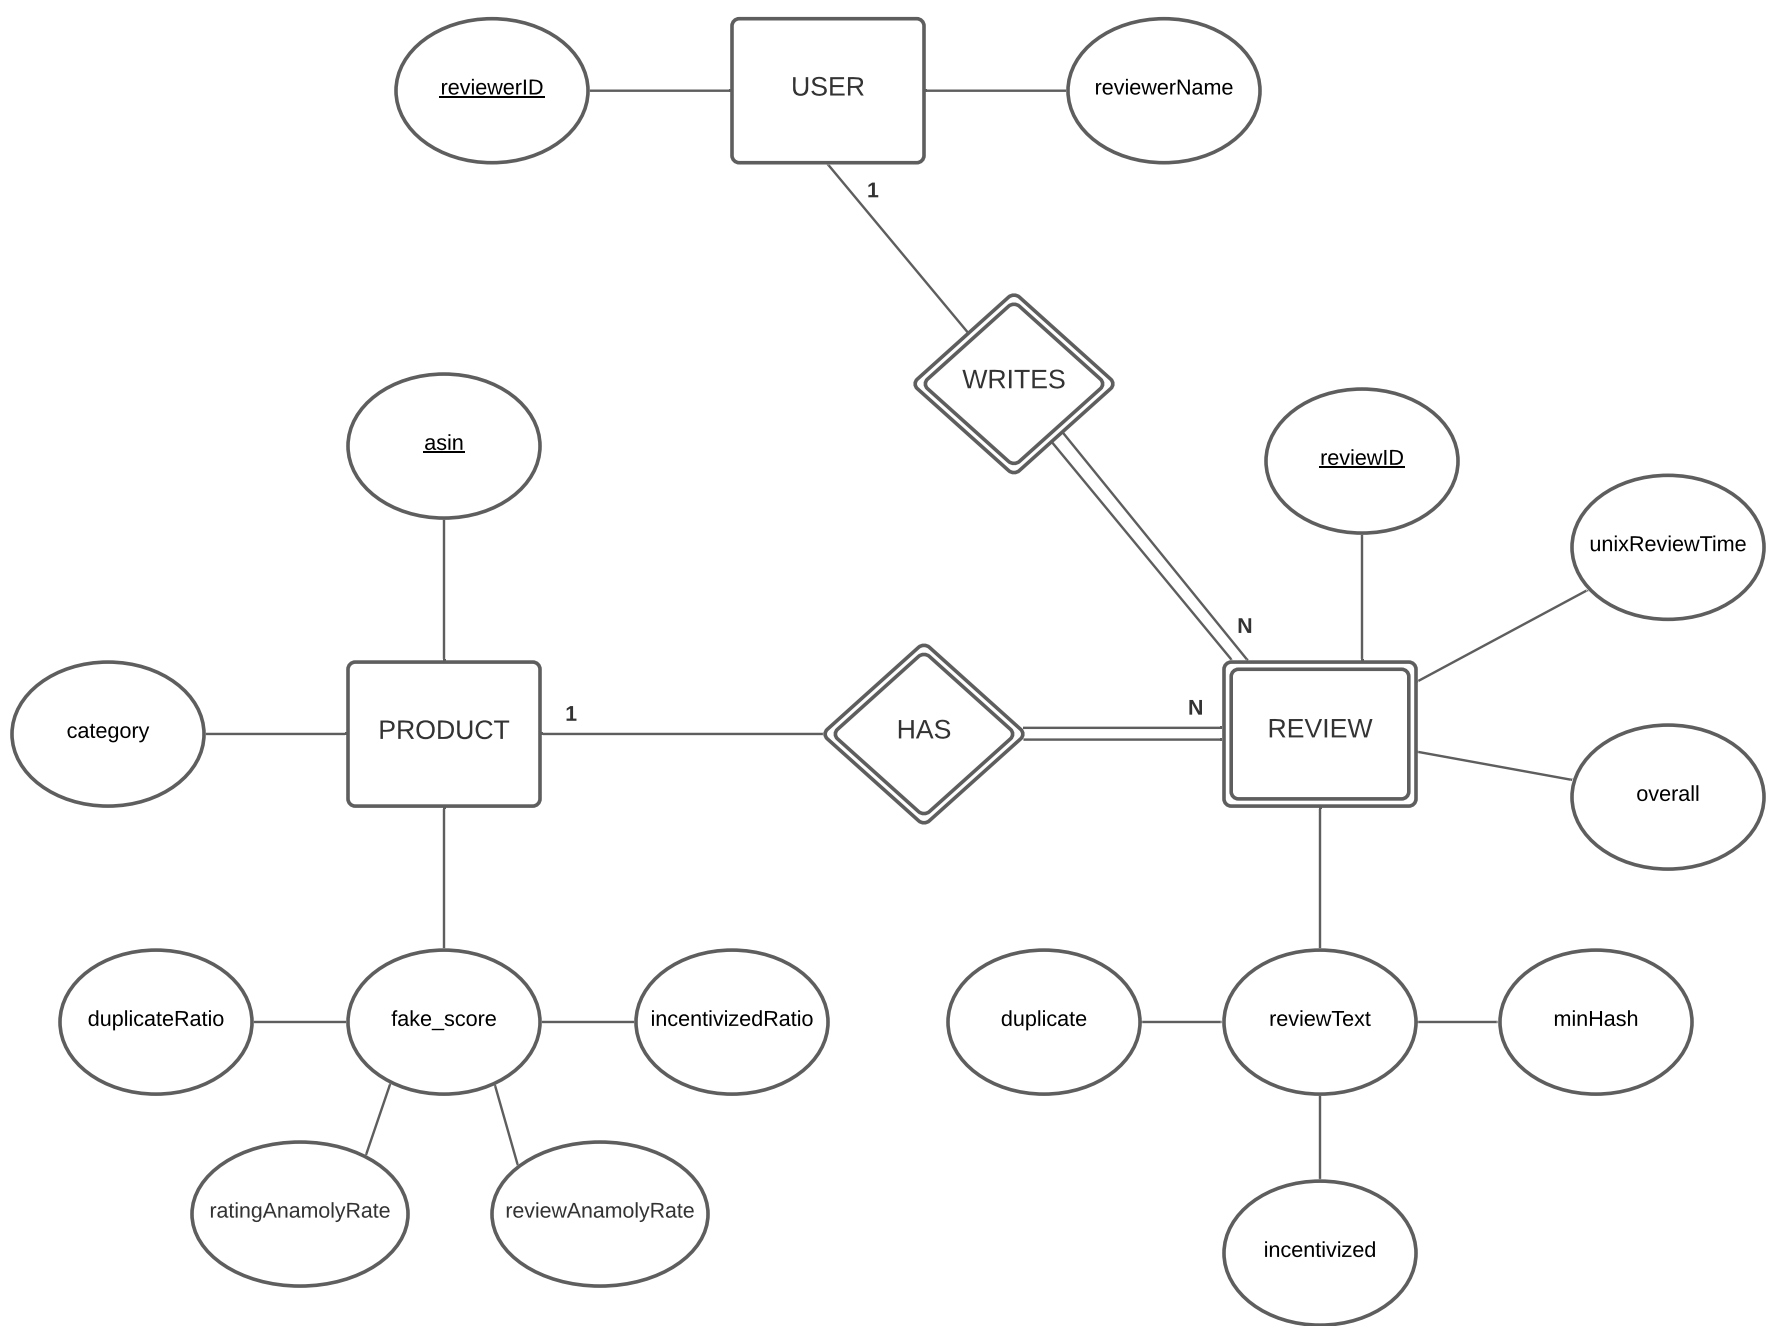 reviewerID
USER
reviewerName
1
WRITES
asin
reviewID
unixReviewTime
N
category
PRODUCT
1
HAS
N
REVIEW
overall
duplicateRatio
fake_score
incentivizedRatio
duplicate
reviewText
minHash
ratingAnamolyRate
reviewAnamolyRate
incentivized